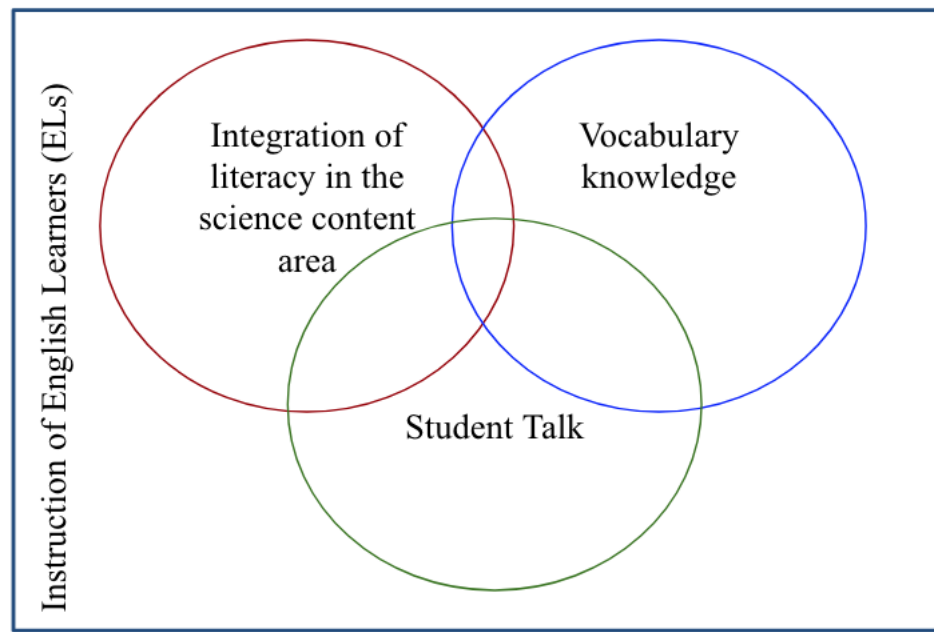 Instruction of English Learners (ELs)
Integration of
literacy in the
science content
area
Vocabulary
knowledge
Student Talk